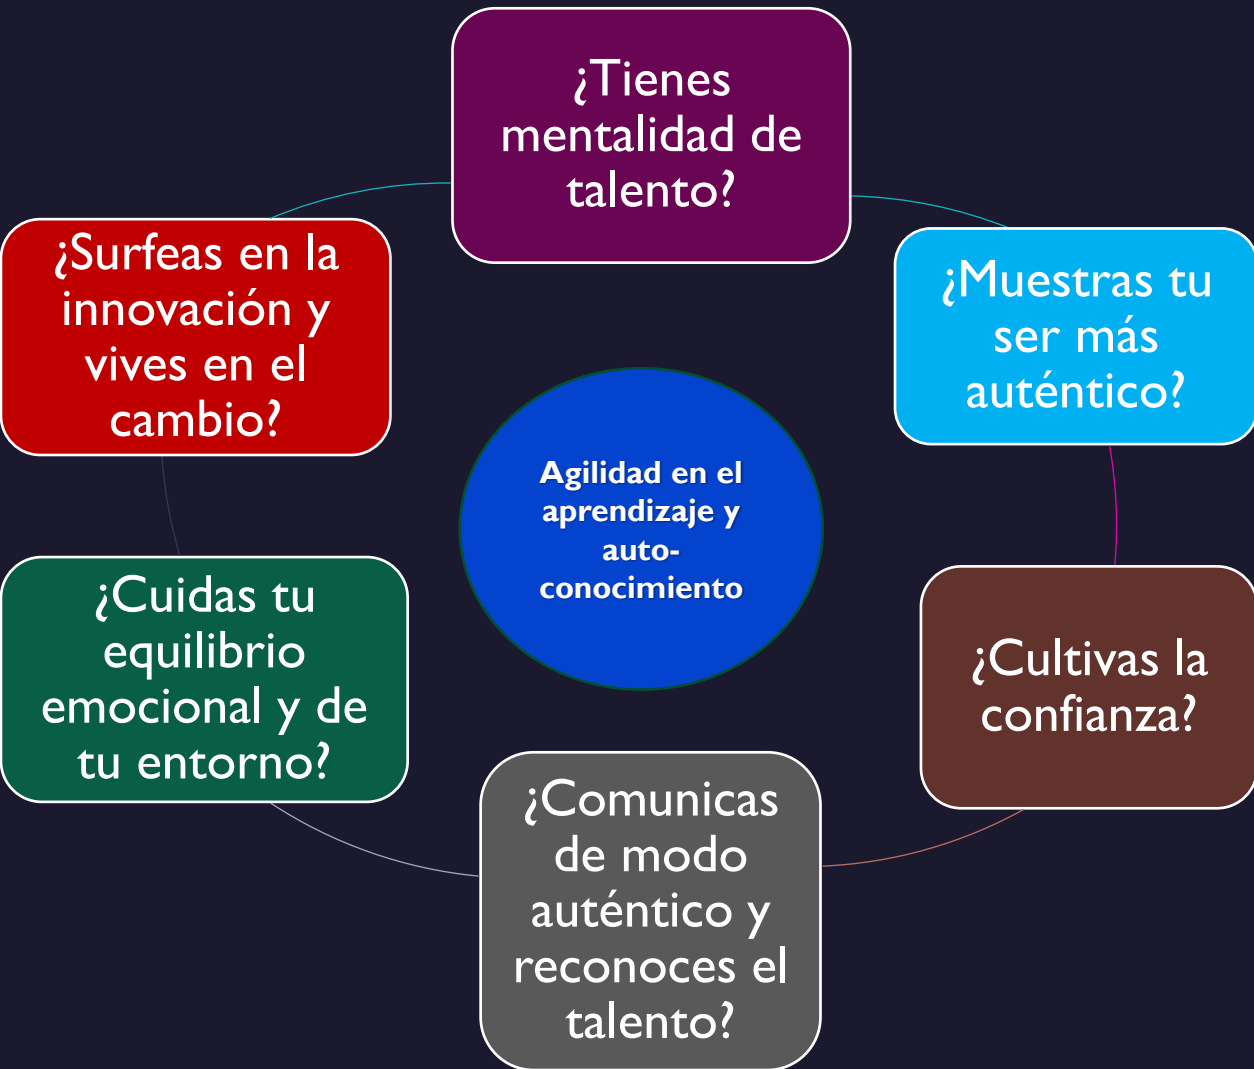 ¿Tienes
mentalidad de
talento?
¿Muestras tu
ser más
auténtico?
¿Cultivas la
confianza?
¿Comunicas
de modo
auténtico y
reconoces el
talento?
¿Cuidas tu
equilibrio
emocional y de
tu entorno?
¿Surfeas en la
innovación y
vives en el
cambio?
Agilidad en el
aprendizaje y
auto-
conocimiento